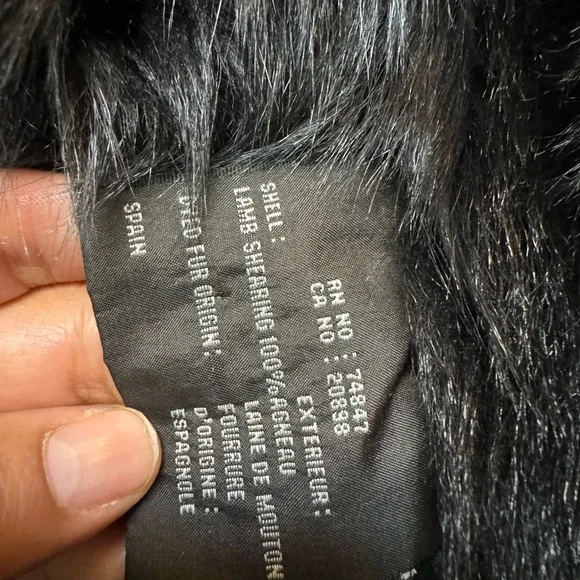 RN NO : 74847
CA NO : 20898
SHELL :
LAMB SHEARING 100%
DYED FUR ORIGIN :
SPAIN
EXTERIEUR :
AGNEAU
LAINE DE MOUTON
FOURRURE
D'ORIGINE :
ESPAGNOLE